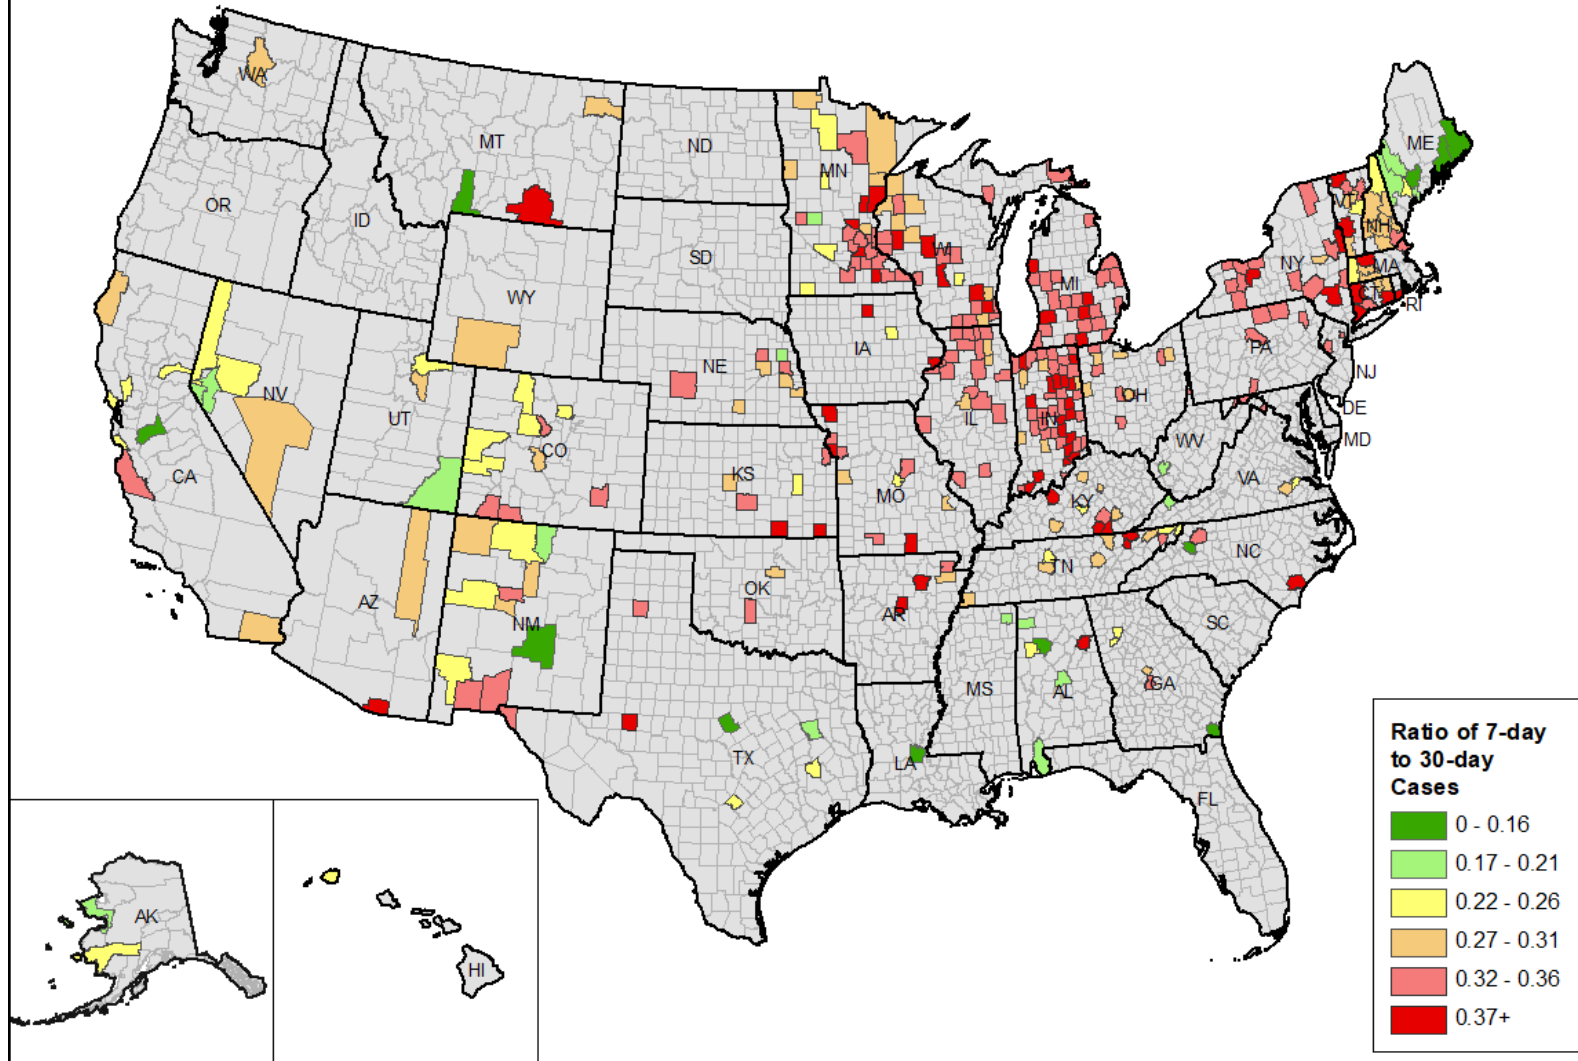 WA
MT
ND
MN
ME
OR
ID
SD
WI
VT
NH
NY
MA
CT
RI
WY
MI
IA
NE
PA
NJ
NV
UT
CO
IL
IN
OH
DE
MD
WV
VA
CA
KS
MO
KY
AZ
NM
OK
AR
TN
NC
SC
MS
AL
GA
TX
LA
FL
AK
HI
Ratio of 7-day
to 30-day
Cases
0 - 0.16
0.17 - 0.21
0.22 - 0.26
0.27 - 0.31
0.32 - 0.36
0.37+